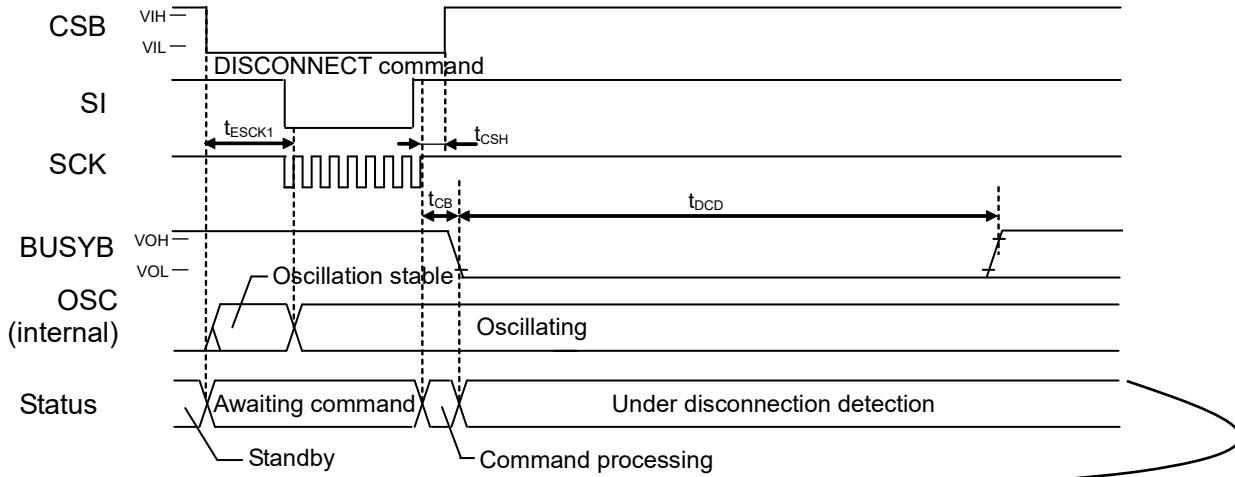 CSB
VIH
VIL
DISCONNECT command
SI
tESCK1
tCSH
SCK
tCB
tDCD
BUSYB
VOH
VOL
Oscillation stable
OSC
(internal)
Oscillating
Status
Awaiting command
Under disconnection detection
Standby
Command processing